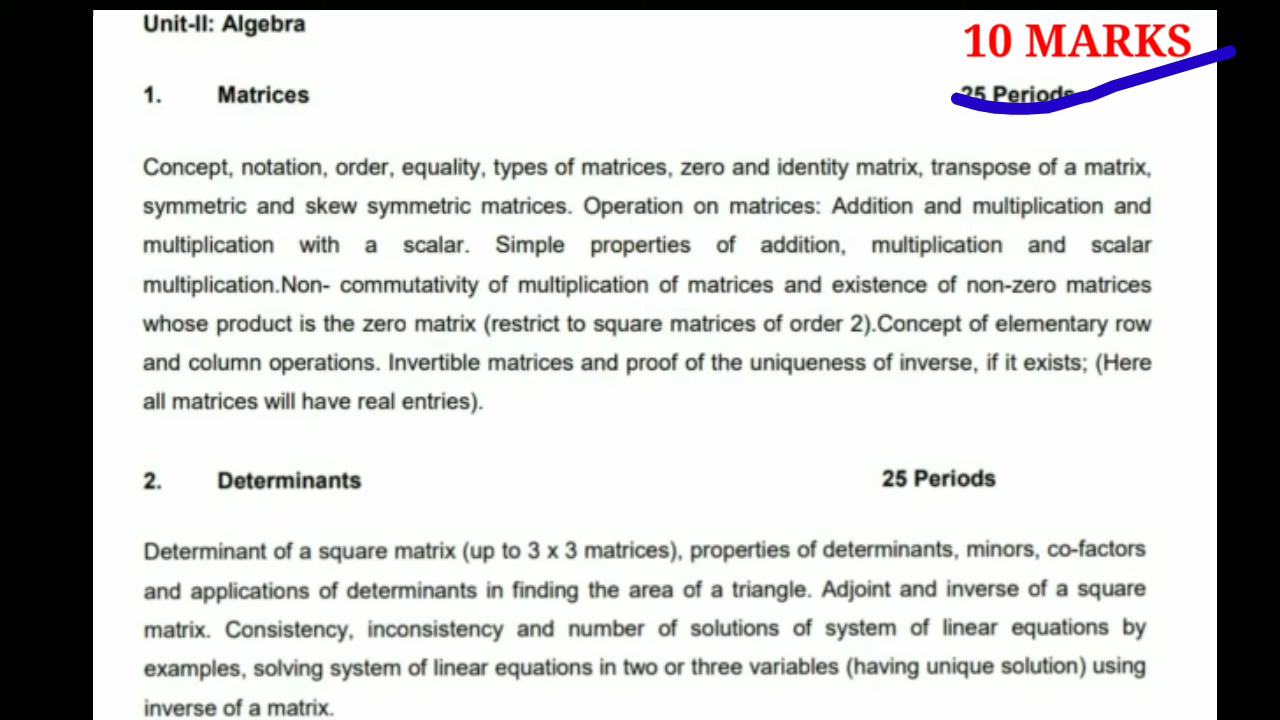 Unit-II: Algebra
10 MARKS
1. Matrices 25 Periods
Concept, notation, order, equality, types of matrices, zero and identity matrix, transpose of a matrix,
symmetric and skew symmetric matrices. Operation on matrices: Addition and multiplication and
multiplication with a scalar. Simple properties of addition, multiplication and scalar
multiplication.Non- commutativity of multiplication of matrices and existence of non-zero matrices
whose product is the zero matrix (restrict to square matrices of order 2).Concept of elementary row
and column operations. Invertible matrices and proof of the uniqueness of inverse, if it exists; (Here
all matrices will have real entries).
2. Determinants 25 Periods
Determinant of a square matrix (up to 3 x 3 matrices), properties of determinants, minors, co-factors
and applications of determinants in finding the area of a triangle. Adjoint and inverse of a square
matrix. Consistency, inconsistency and number of solutions of system of linear equations by
examples, solving system of linear equations in two or three variables (having unique solution) using
inverse of a matrix.